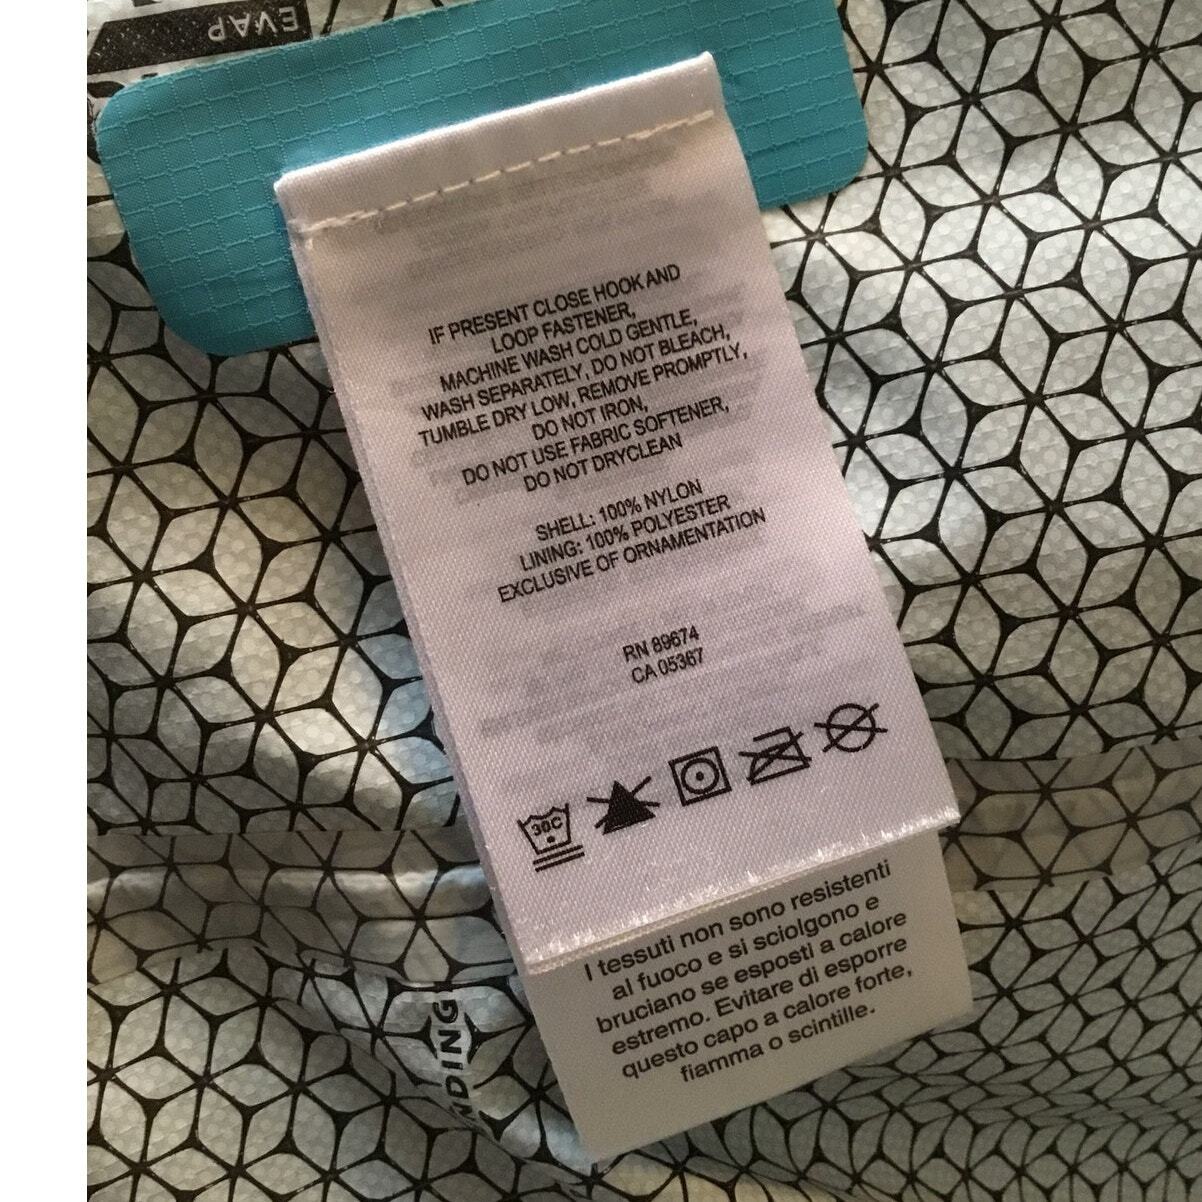 EVAP
IF PRESENT CLOSE HOOK AND
LOOP FASTENER,
MACHINE WASH COLD GENTLE,
WASH SEPARATELY, DO NOT BLEACH,
TUMBLE DRY LOW, REMOVE PROMPTLY,
DO NOT IRON,
DO NOT USE FABRIC SOFTENER,
DO NOT DRYCLEAN
SHELL: 100% NYLON
LINING: 100% POLYESTER
EXCLUSIVE OF ORNAMENTATION
RN 89674
CA 05367
30C
I tessuti non sono resistenti
al fuoco e si sciolgono e
bruciano se esposti a calore
estremo. Evitare di esporre
questo capo a calore forte,
fiamma o scintille.
NDING